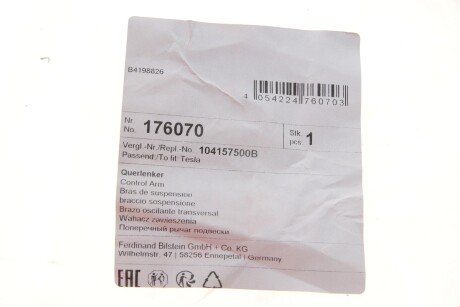 B4198826
4 054224 760703
Nr.
No. 176070
Stk.
pcs. 1
Vergl.-Nr./Repl.-No. 104157500B
Passend./To fit Tesla
Querlenker
Control Arm
Bras de suspension
braccio sospensione
Brazo oscilante transversal
Wahacz zawieszenia
Поперечный рычаг подвески
Ferdinand Bilstein GmbH + Co. KG
Wilhelmstr. 47 | 58256 Ennepetal | Germany
EAC